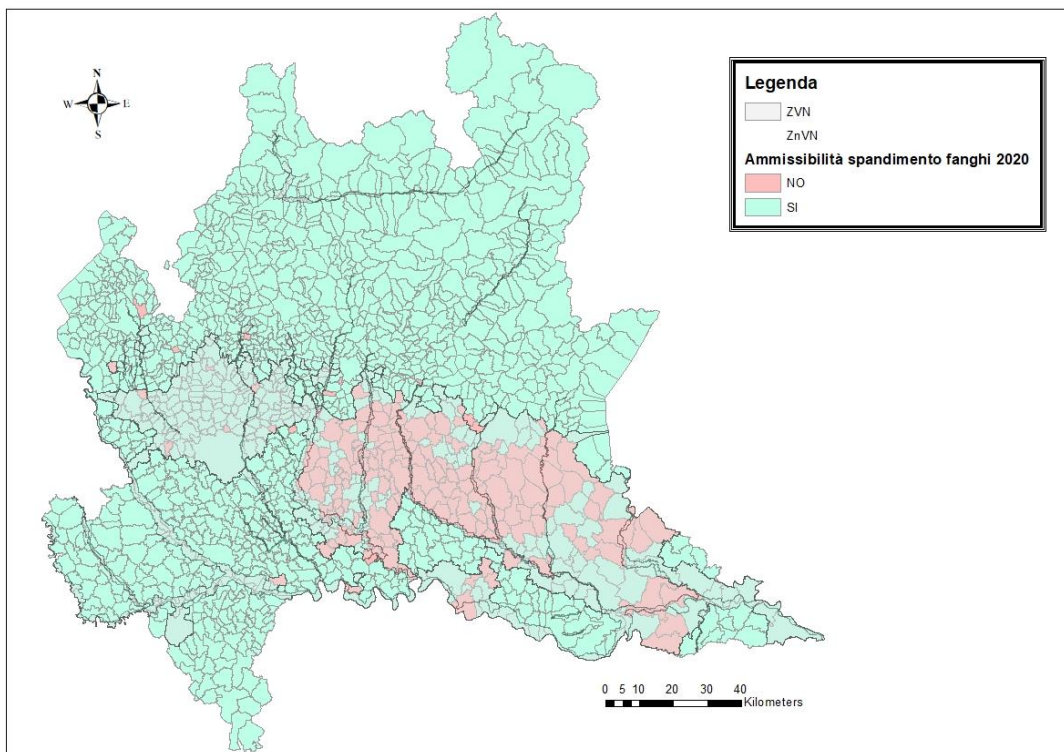 N
W E
S
Legenda
ZVN
ZnVN
Ammissibilità spandimento fanghi 2020
NO
SI
0 5 10 20 30 40
Kilometers